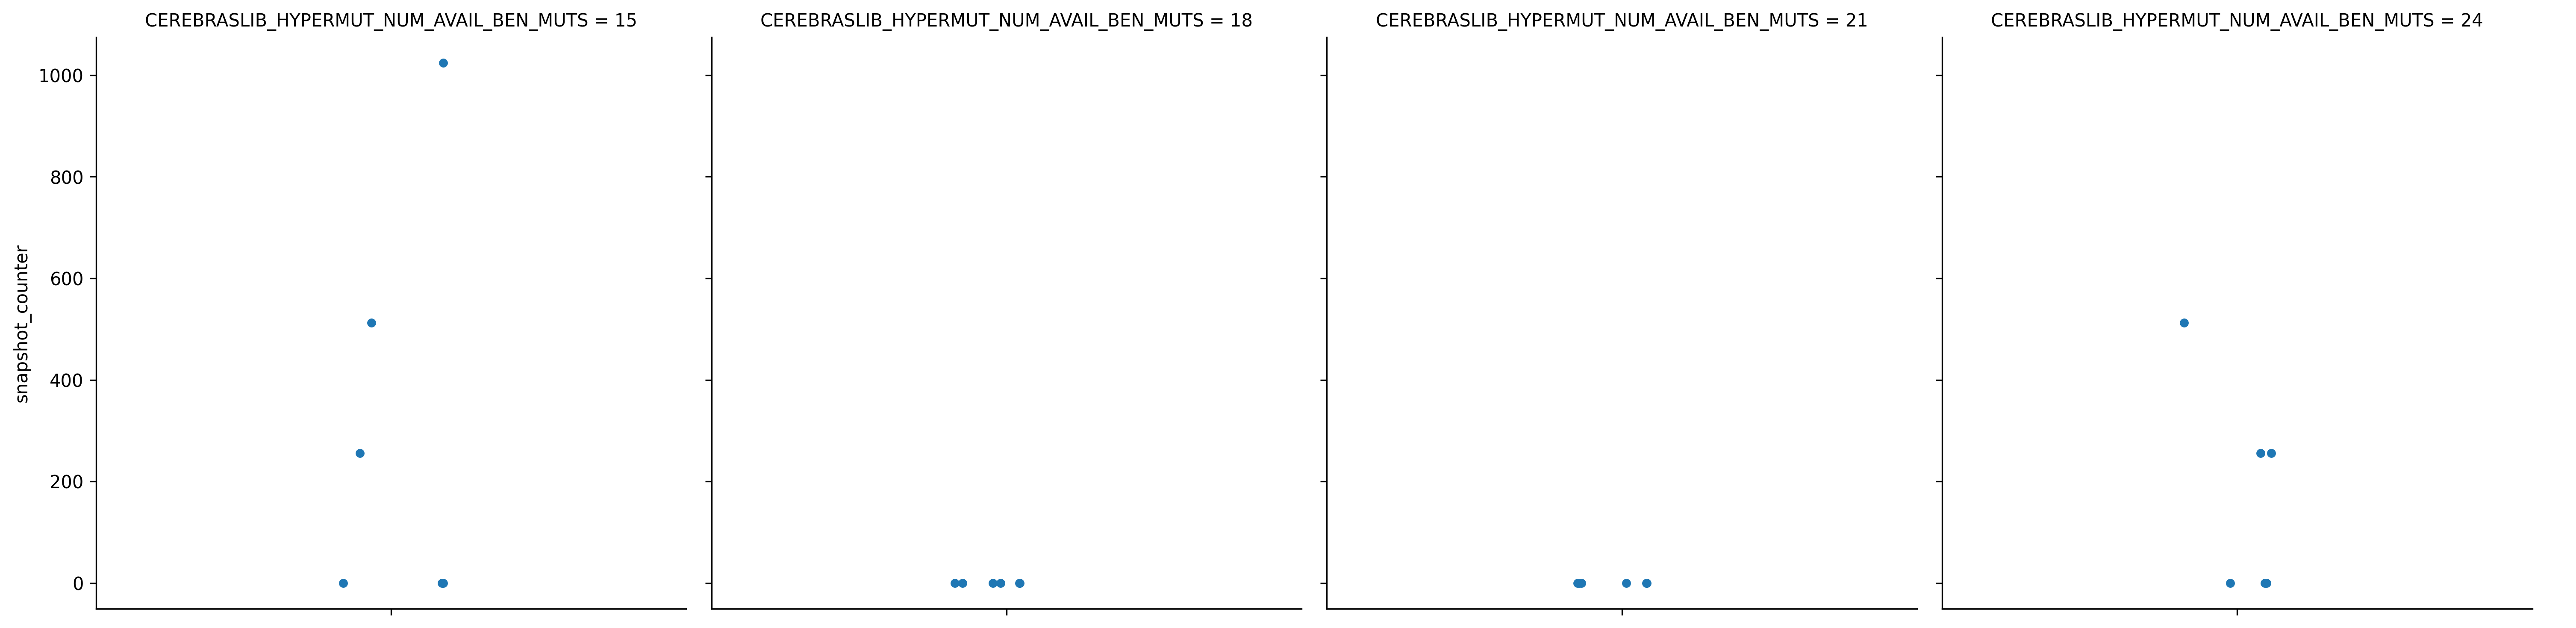 CEREBRASLIB_HYPERMUT_NUM_AVAIL_BEN_MUTS = 15
CEREBRASLIB_HYPERMUT_NUM_AVAIL_BEN_MUTS = 18
CEREBRASLIB_HYPERMUT_NUM_AVAIL_BEN_MUTS = 21
CEREBRASLIB_HYPERMUT_NUM_AVAIL_BEN_MUTS = 24
snapshot_counter
1000
800
600
400
200
0